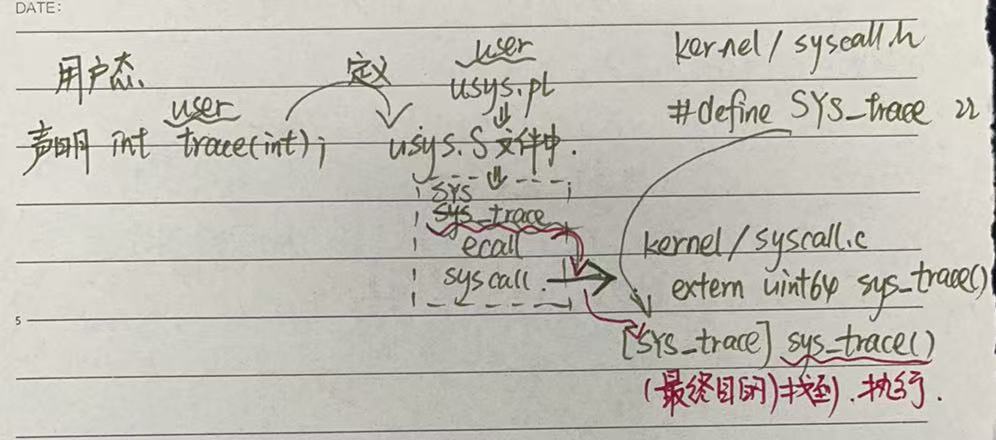 DATE:
user
kernel/syscall.h
用户态
定义
usys.pl
user
#define SYS_trace 22
声明 int trace(int);
usys.S文件中.
SYS
sys_trace
ecall
kernel/syscall.c
syscall.
extern uint64 sys_trace()
5
[SYS_trace] sys_trace()
(最终目的)找到.执行.